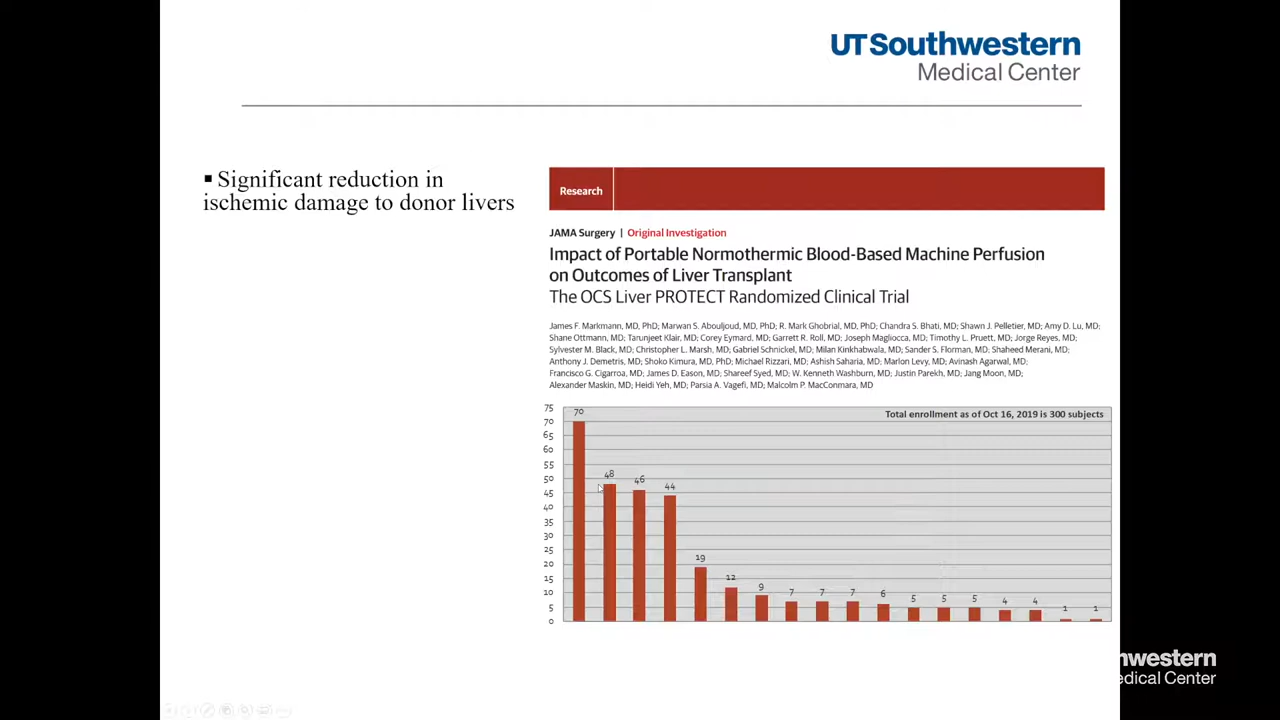 UTSouthwestern
Medical Center
▪ Significant reduction in
ischemic damage to donor livers
Research
JAMA Surgery | Original Investigation
Impact of Portable Normothermic Blood-Based Machine Perfusion
on Outcomes of Liver Transplant
The OCS Liver PROTECT Randomized Clinical Trial
James F. Markmann, MD, PhD; Marwan S. Abouljoud, MD, PhD; R. Mark Ghobrial, MD, PhD; Chandra S. Bhati, MD; Shawn J. Pelletier, MD; Amy D. Lu, MD;
Shane Ottmann, MD; Tarunjeet Klair, MD; Corey Eymard, MD; Garrett R. Roll, MD; Joseph Magliocca, MD; Timothy L. Pruett, MD; Jorge Reyes, MD;
Sylvester M. Black, MD; Christopher L. Marsh, MD; Gabriel Schnickel, MD; Milan Kinkhabwala, MD; Sander S. Florman, MD; Shaheed Merani, MD;
Anthony J. Demetris, MD; Shoko Kimura, MD, PhD; Michael Rizzari, MD; Ashish Saharia, MD; Marlon Levy, MD; Avinash Agarwal, MD;
Francisco G. Cigarroa, MD; James D. Eason, MD; Shareef Syed, MD; W. Kenneth Washburn, MD; Justin Parekh, MD; Jang Moon, MD;
Alexander Maskin, MD; Heidi Yeh, MD; Parsia A. Vagefi, MD; Malcolm P. MacConmara, MD
Total enrollment as of Oct 16, 2019 is 300 subjects
75
70
65
60
55
50
45
40
35
30
25
20
15
10
5
0
70
48
46
44
19
12
9
7
7
7
6
5
5
5
4
4
1
1
hwestern
edical Center